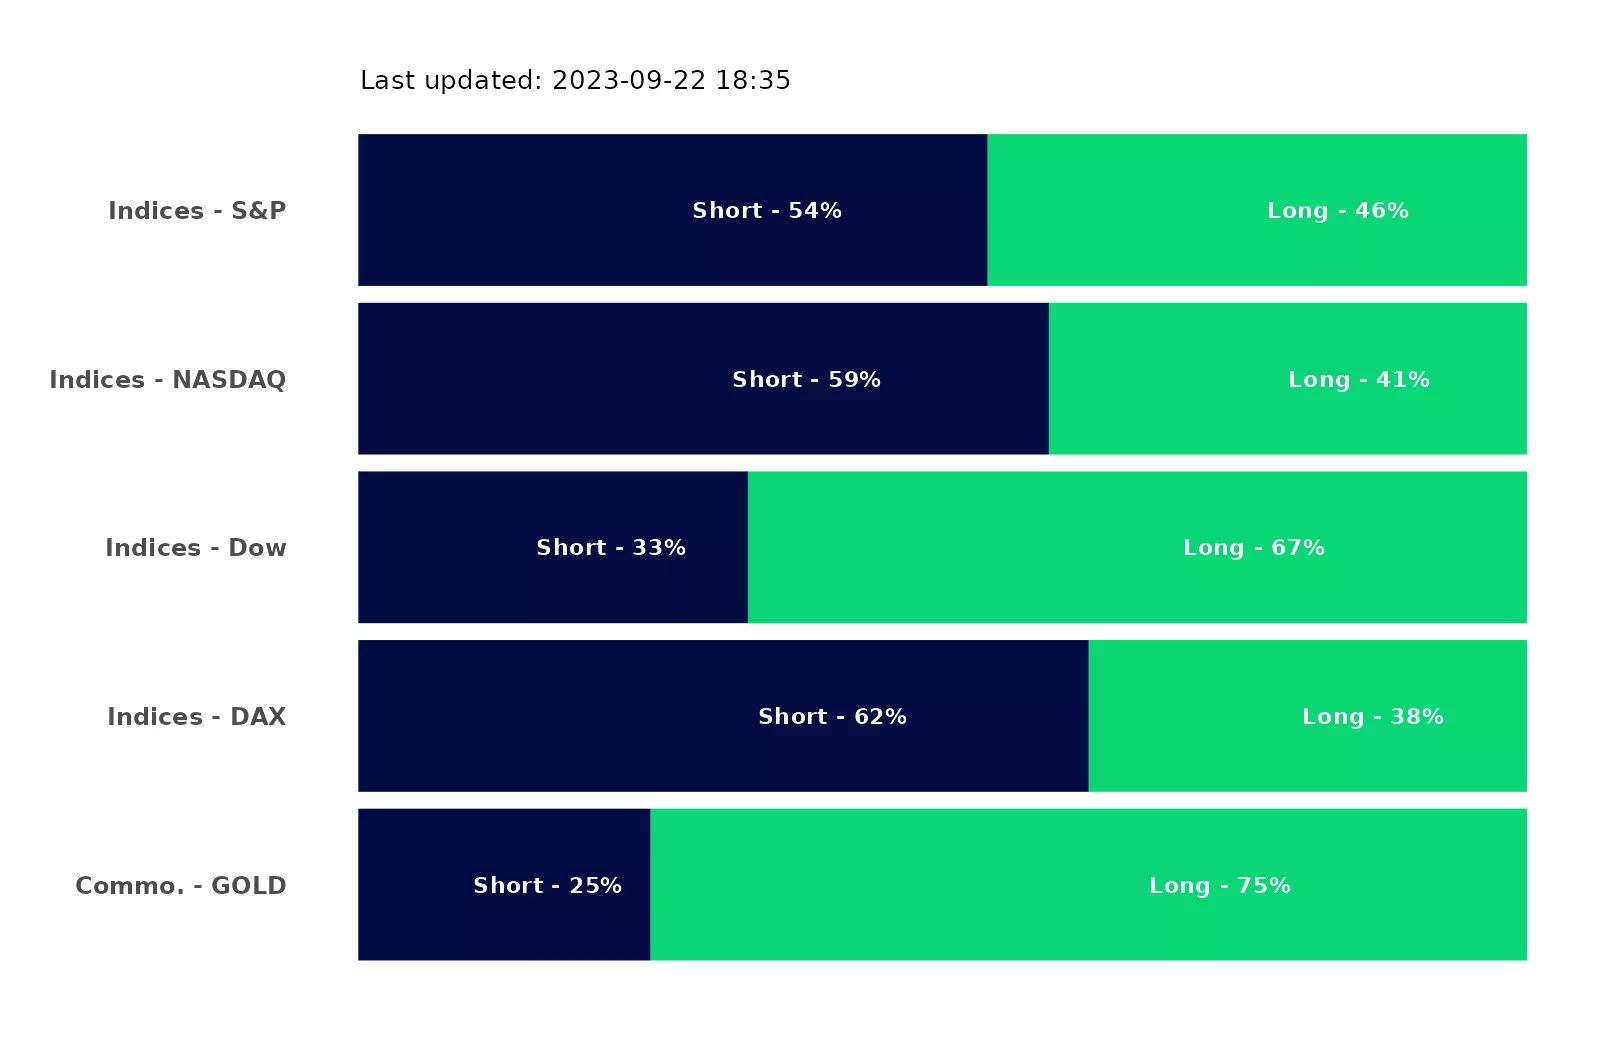 Last updated: 2023-09-22 18:35
Indices - S&P Short - 54% Long - 46%
Indices - NASDAQ Short - 59% Long - 41%
Indices - Dow Short - 33% Long - 67%
Indices - DAX Short - 62% Long - 38%
Commo. - GOLD Short - 25% Long - 75%